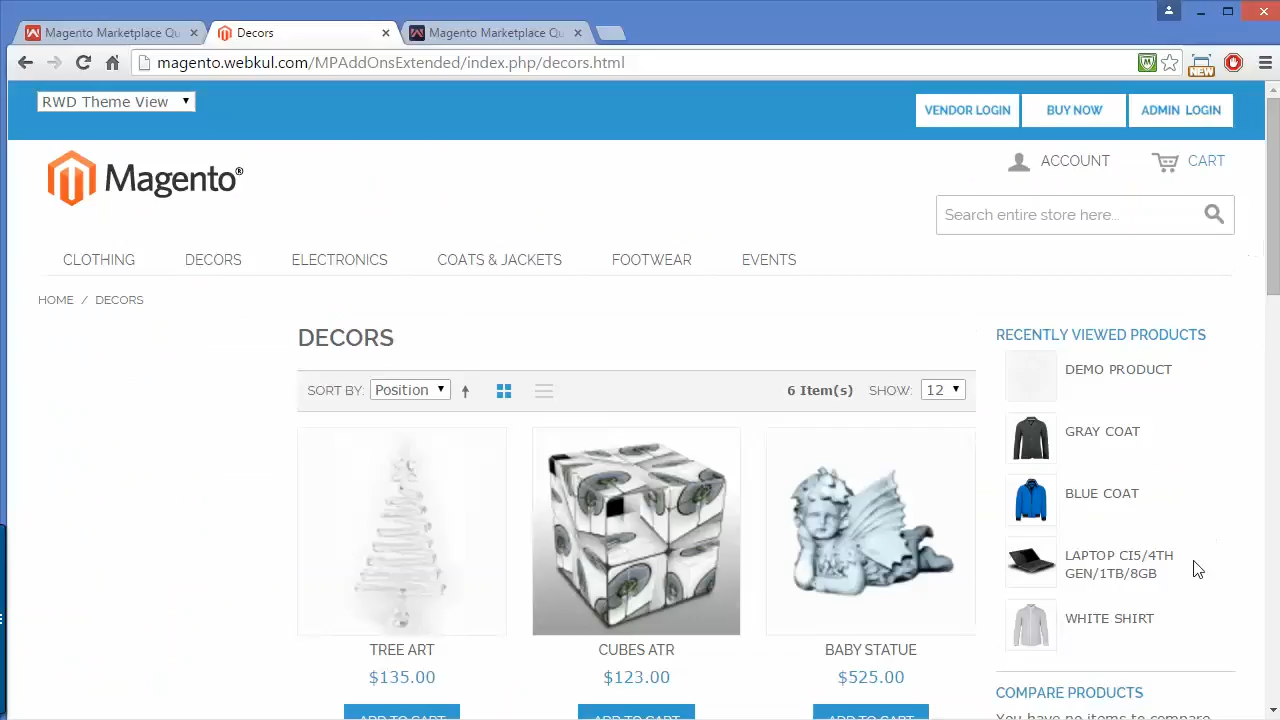 Magento Marketplace Qu
Decors
Magento Marketplace Qu
magento.webkul.com/MPAddOnsExtended/index.php/decors.html
NEW
RWD Theme View
VENDOR LOGIN
BUY NOW
ADMIN LOGIN
Magento®
ACCOUNT
CART
Search entire store here...
CLOTHING
DECORS
ELECTRONICS
COATS & JACKETS
FOOTWEAR
EVENTS
HOME / DECORS
DECORS
SORT BY: Position
6 Item(s)
SHOW: 12
TREE ART
$135.00
ADD TO CART
CUBES ATR
$123.00
ADD TO CART
BABY STATUE
$525.00
ADD TO CART
RECENTLY VIEWED PRODUCTS
DEMO PRODUCT
GRAY COAT
BLUE COAT
LAPTOP CI5/4TH
GEN/1TB/8GB
WHITE SHIRT
COMPARE PRODUCTS
You have no items to compare